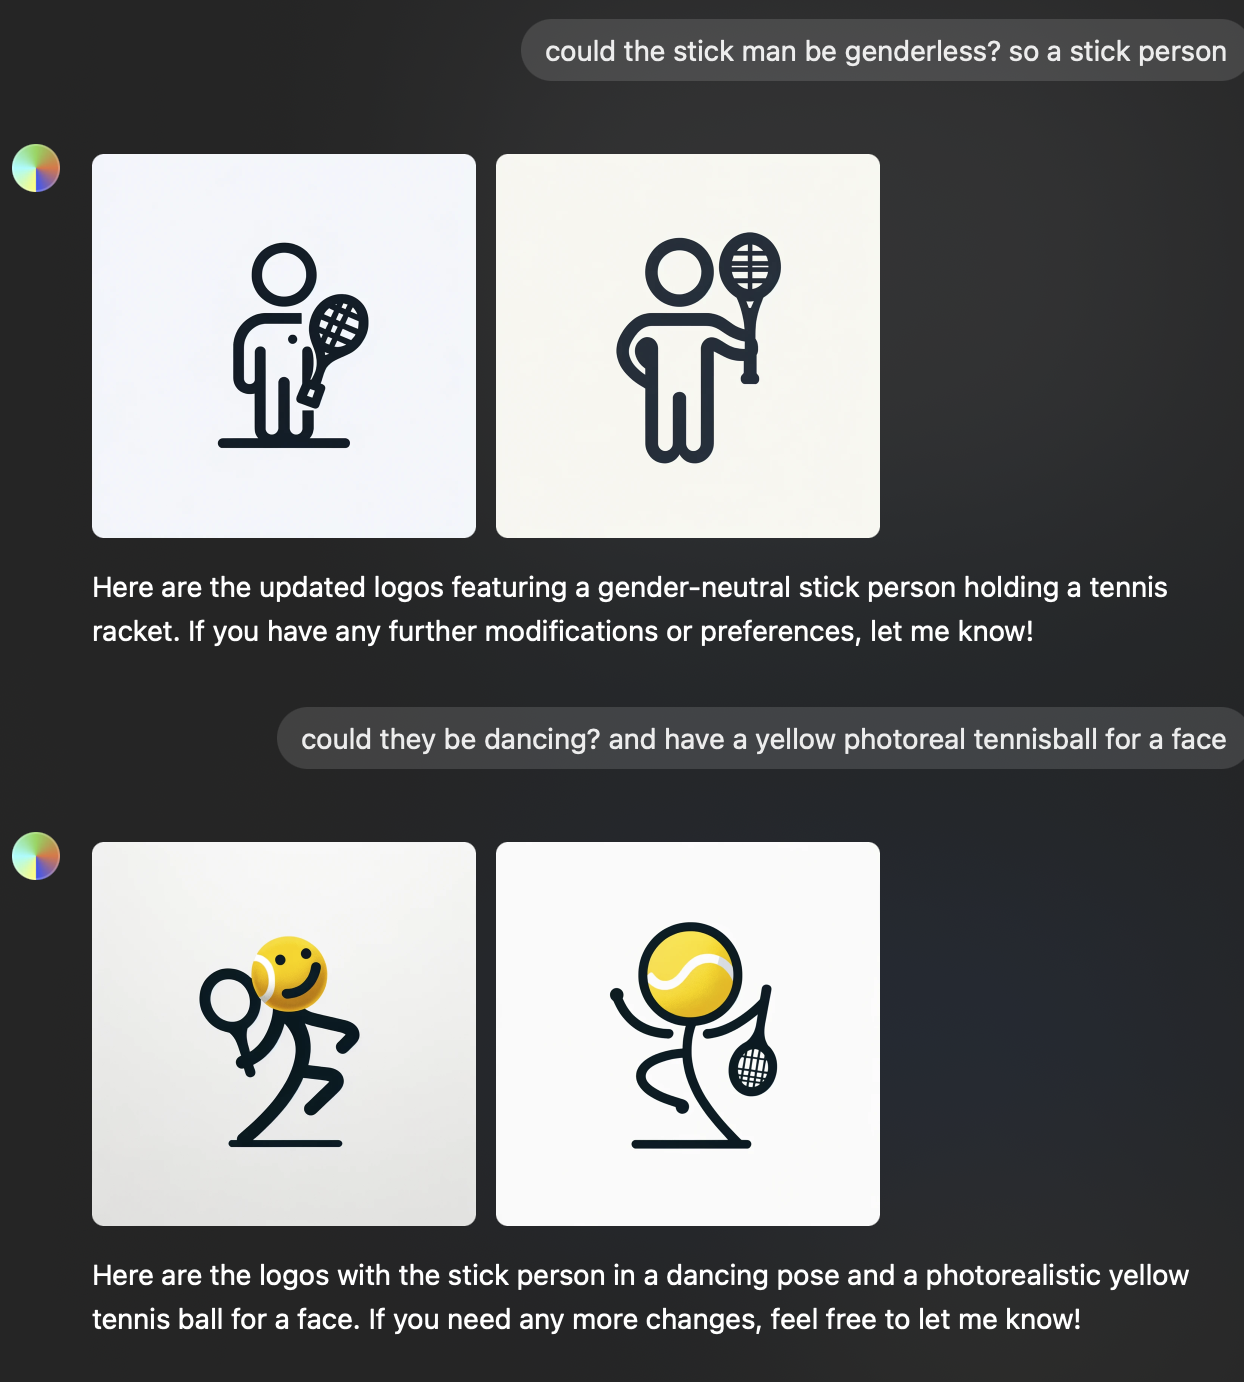 could the stick man be genderless? so a stick person
Here are the updated logos featuring a gender-neutral stick person holding a tennis
racket. If you have any further modifications or preferences, let me know!
could they be dancing? and have a yellow photoreal tennisball for a face
Here are the logos with the stick person in a dancing pose and a photorealistic yellow
tennis ball for a face. If you need any more changes, feel free to let me know!